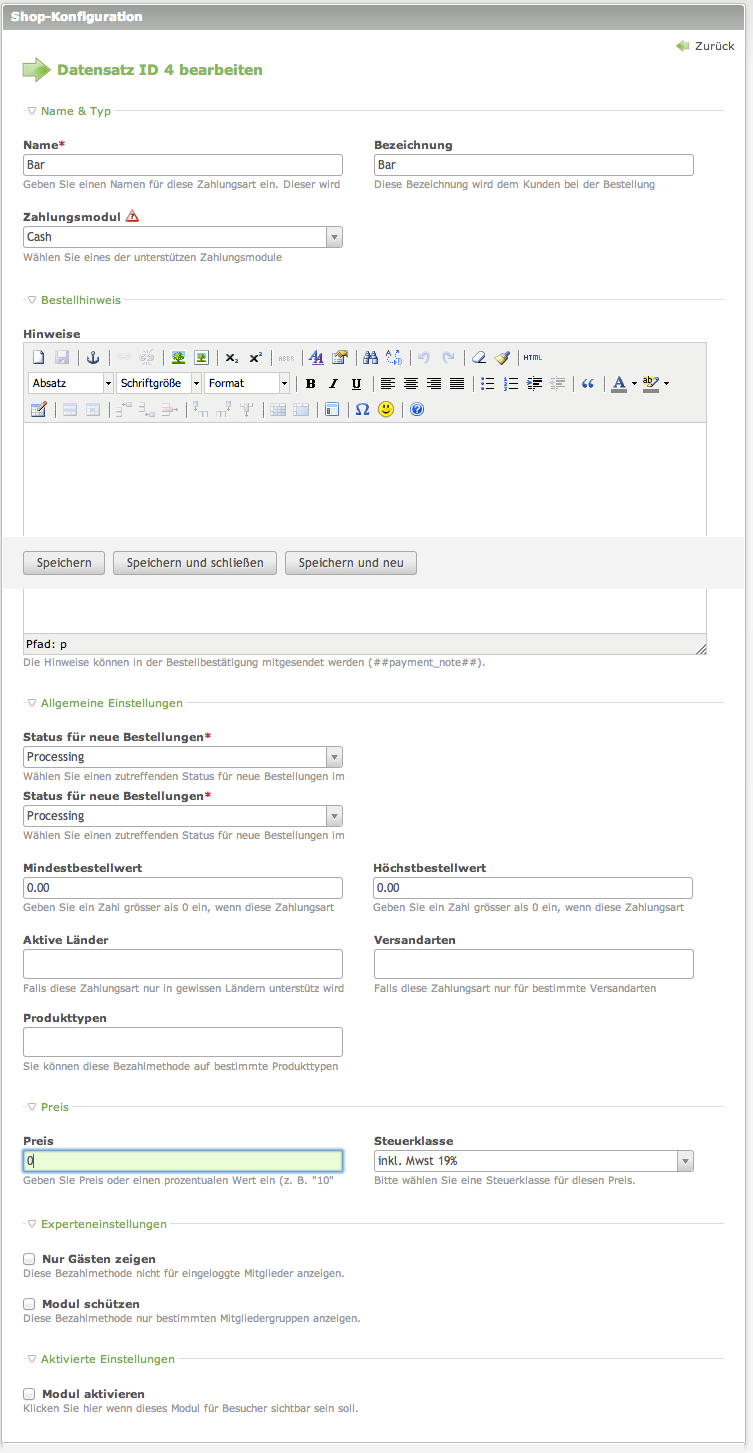 Shop-Konfiguration
Zurück
Datensatz ID 4 bearbeiten
Name & Typ
Name* Bezeichnung
Bar Bar
Geben Sie einen Namen für diese Zahlungsart ein. Dieser wird Diese Bezeichnung wird dem Kunden bei der Bestellung
Zahlungsmodul
Cash
Wählen Sie eines der unterstützen Zahlungsmodule
Bestellhinweis
Hinweise
x₂ x² ABBR HTML
Absatz Schriftgröße Format B I U A ab
Ω
Speichern Speichern und schließen Speichern und neu
Pfad: p
Die Hinweise können in der Bestellbestätigung mitgesendet werden (##payment_note##).
Allgemeine Einstellungen
Status für neue Bestellungen*
Processing
Wählen Sie einen zutreffenden Status für neue Bestellungen im
Status für neue Bestellungen*
Processing
Wählen Sie einen zutreffenden Status für neue Bestellungen im
Mindestbestellwert Höchstbestellwert
0.00 0.00
Geben Sie ein Zahl grösser als 0 ein, wenn diese Zahlungsart Geben Sie ein Zahl grösser als 0 ein, wenn diese Zahlungsart
Aktive Länder Versandarten
Falls diese Zahlungsart nur in gewissen Ländern unterstütz wird Falls diese Zahlungsart nur für bestimmte Versandarten
Produkttypen
Sie können diese Bezahlmethode auf bestimmte Produkttypen
Preis
Preis Steuerklasse
0 inkl. Mwst 19%
Geben Sie Preis oder einen prozentualen Wert ein (z. B. "10" Bitte wählen Sie eine Steuerklasse für diesen Preis.
Experteneinstellungen
Nur Gästen zeigen
Diese Bezahlmethode nicht für eingeloggte Mitglieder anzeigen.
Modul schützen
Diese Bezahlmethode nur bestimmten Mitgliedergruppen anzeigen.
Aktivierte Einstellungen
Modul aktivieren
Klicken Sie hier wenn dieses Modul für Besucher sichtbar sein soll.